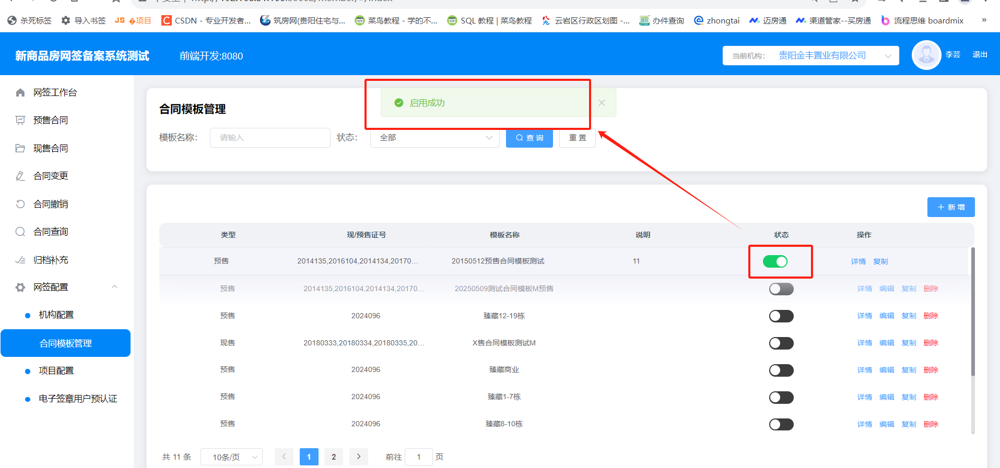 杀死标签 导入书签 JS �项目 CSDN - 专业开发者... 筑房网(贵阳住宅与... 菜鸟教程 - 学的不... SQL 教程 | 菜鸟教程 云岩区行政区划图 -... 办件查询 zhongtai 迈房通 渠道管家--买房通 流程思维 boardmix »
新商品房网签备案系统测试 前端开发:8080 当前机构: 贵阳金丰置业有限公司 李芸 退出
网签工作台
预售合同
现售合同
合同变更
合同撤销
合同查询
归档补充
网签配置
机构配置
合同模板管理
项目配置
电子签章用户预认证
启用成功
合同模板管理
模板名称: 请输入 状态: 全部 查 询 重 置
新 增
类型 现/预售证号 模板名称 说明 状态 操作
预售 2014135,2016104,2014134,20170... 20150512预售合同模板测试 11 详情 复制
预售 2014135,2016104,2014134,20170... 20250509测试合同模板M预售 详情 编辑 复制 删除
预售 2024096 臻藏12-19栋 详情 编辑 复制 删除
现售 20180333,20180334,20180335,20... X售合同模板测试M 详情 编辑 复制 删除
预售 2024096 臻藏商业 详情 编辑 复制 删除
预售 2024096 臻藏1-7栋 详情 编辑 复制 删除
预售 2024096 臻藏8-10栋 详情 编辑 复制 删除
共 11 条 10条/页 1 2 前往 1 页